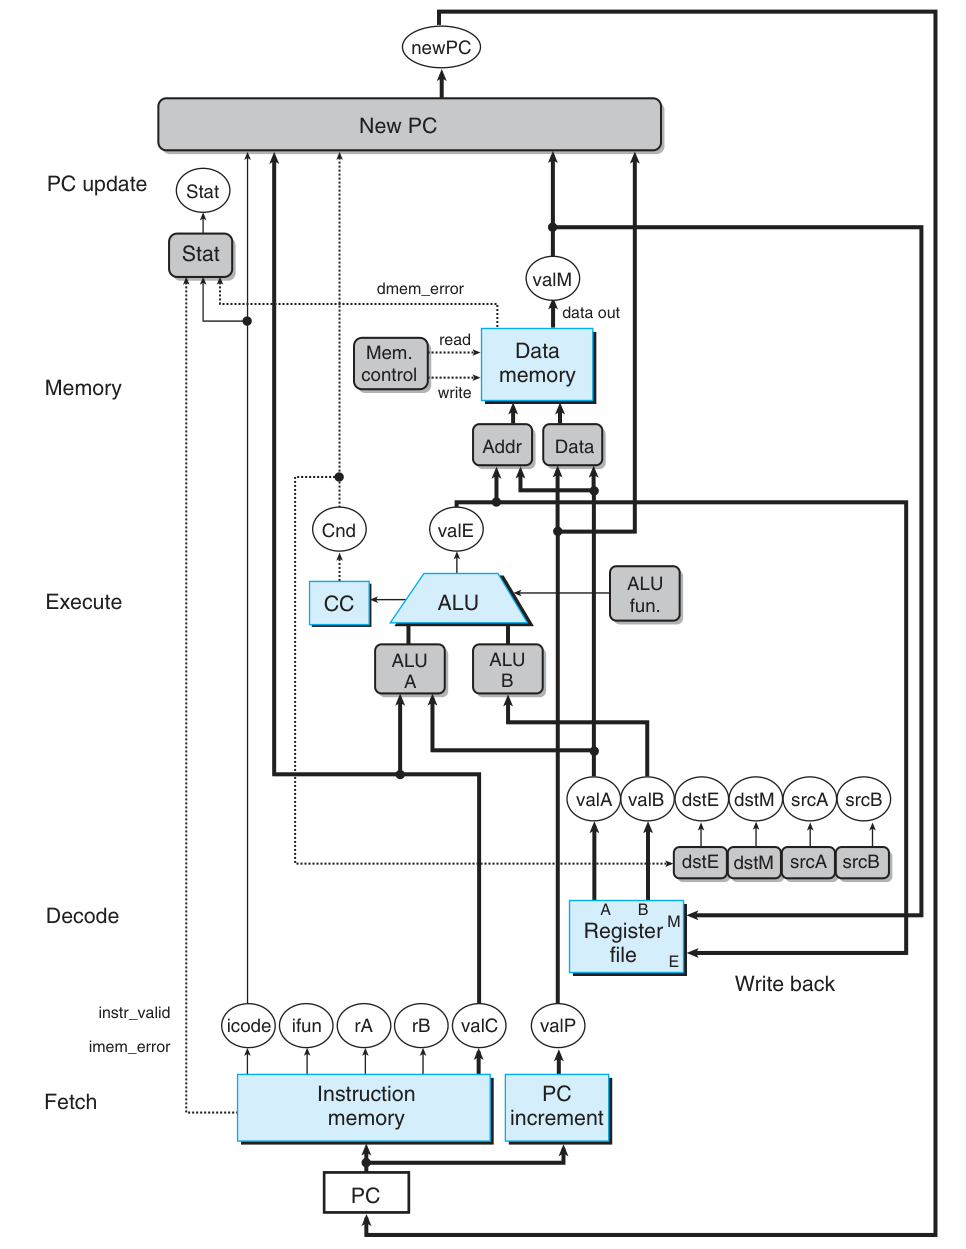 newPC
New PC
PC update
Stat
Stat
valM
dmem_error
data out
read
Mem.
control
Data
memory
Memory
write
Addr
Data
Cnd
valE
Execute
CC
ALU
ALU
fun.
ALU
A
ALU
B
valA
valB
dstE
dstM
srcA
srcB
dstE
dstM
srcA
srcB
Decode
A
B
M
Register
file
E
Write back
instr_valid
imem_error
icode
ifun
rA
rB
valC
valP
Fetch
Instruction
memory
PC
increment
PC